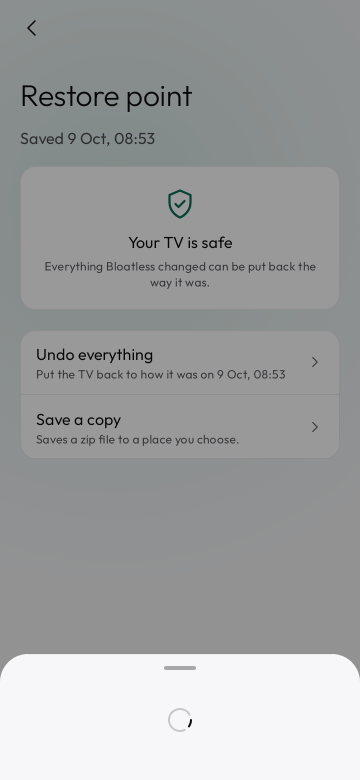 Restore point
Saved 9 Oct, 08:53
Your TV is safe
Everything Bloatless changed can be put back the
way it was.
Undo everything
Put the TV back to how it was on 9 Oct, 08:53
Save a copy
Saves a zip file to a place you choose.